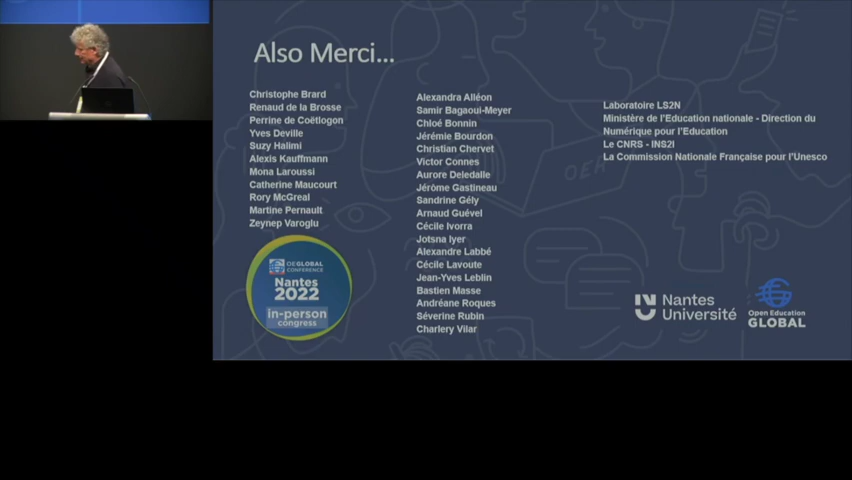 Also Merci...
Christophe Brard
Renaud de la Brosse
Perrine de Coëtlogon
Yves Deville
Suzy Halimi
Alexis Kauffmann
Mona Laroussi
Catherine Maucourt
Rory McGreal
Martine Pernault
Zeynep Varoglu
Alexandra Alléon
Samir Bagaoui-Meyer
Chloé Bonnin
Jérémie Bourdon
Christian Chervet
Victor Connes
Aurore Deledalle
Jérôme Gastineau
Sandrine Gély
Arnaud Guével
Cécile Ivorra
Jotsna Iyer
Alexandre Labbé
Cécile Lavoute
Jean-Yves Leblin
Bastien Masse
Andréane Roques
Séverine Rubin
Charlery Vilar
Laboratoire LS2N
Ministère de l'Education nationale - Direction du
Numérique pour l'Education
Le CNRS - INS2I
La Commission Nationale Française pour l'Unesco
OER
OEGLOBAL
CONFERENCE
Nantes
2022
in-person
congress
Nantes
Université
Open Education
GLOBAL